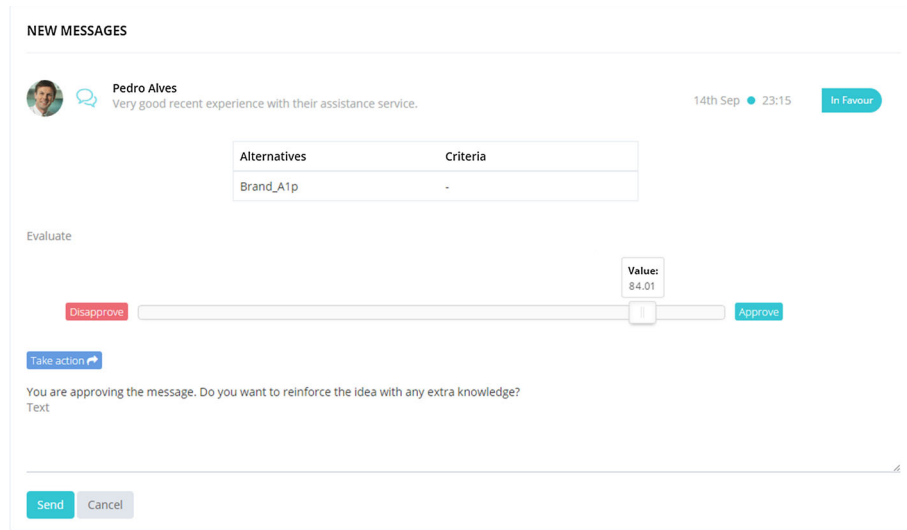 NEW MESSAGES
Pedro Alves
Very good recent experience with their assistance service.
14th Sep 23:15
In Favour
Alternatives Criteria
Brand_A1p -
Evaluate
Value:
84.01
Disapprove
Approve
Take action
You are approving the message. Do you want to reinforce the idea with any extra knowledge?
Text
Send Cancel